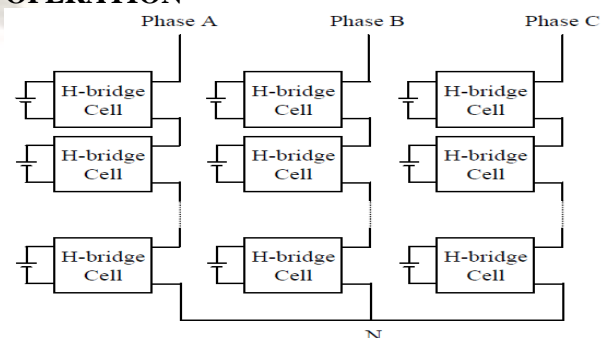 OPERATION
Phase A Phase B Phase C
H-bridge Cell H-bridge Cell H-bridge Cell
H-bridge Cell H-bridge Cell H-bridge Cell
H-bridge Cell H-bridge Cell H-bridge Cell
N